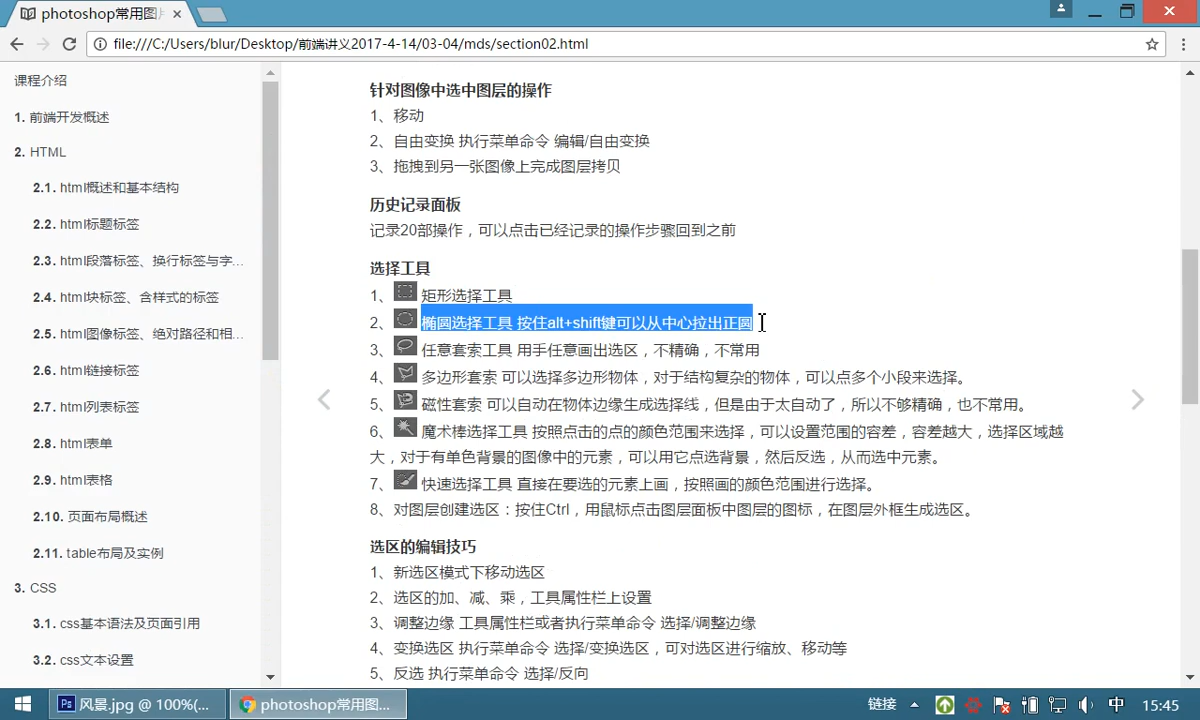 photoshop常用图片
file:///C:/Users/blur/Desktop/前端讲义2017-4-14/03-04/mds/section02.html
课程介绍
1. 前端开发概述
2. HTML
2.1. html概述和基本结构
2.2. html标题标签
2.3. html段落标签、换行标签与字...
2.4. html块标签、含样式的标签
2.5. html图像标签、绝对路径和相...
2.6. html链接标签
2.7. html列表标签
2.8. html表单
2.9. html表格
2.10. 页面布局概述
2.11. table布局及实例
3. CSS
3.1. css基本语法及页面引用
3.2. css文本设置
针对图像中选中图层的操作
1、移动
2、自由变换 执行菜单命令 编辑/自由变换
3、拖拽到另一张图像上完成图层拷贝
历史记录面板
记录20部操作，可以点击已经记录的操作步骤回到之前
选择工具
1、 矩形选择工具
2、 椭圆选择工具 按住alt+shift键可以从中心拉出正圆
3、 任意套索工具 用手任意画出选区，不精确，不常用
4、 多边形套索 可以选择多边形物体，对于结构复杂的物体，可以点多个小段来选择。
5、 磁性套索 可以自动在物体边缘生成选择线，但是由于太自动了，所以不够精确，也不常用。
6、 魔术棒选择工具 按照点击的点的颜色范围来选择，可以设置范围的容差，容差越大，选择区域越
大，对于有单色背景的图像中的元素，可以用它点选背景，然后反选，从而选中元素。
7、 快速选择工具 直接在要选的元素上画，按照画的颜色范围进行选择。
8、对图层创建选区：按住Ctrl，用鼠标点击图层面板中图层的图标，在图层外框生成选区。
选区的编辑技巧
1、新选区模式下移动选区
2、选区的加、减、乘，工具属性栏上设置
3、调整边缘 工具属性栏或者执行菜单命令 选择/调整边缘
4、变换选区 执行菜单命令 选择/变换选区，可对选区进行缩放、移动等
5、反选 执行菜单命令 选择/反向
Ps 风景.jpg @ 100%(...
photoshop常用图...
链接
中
15:45